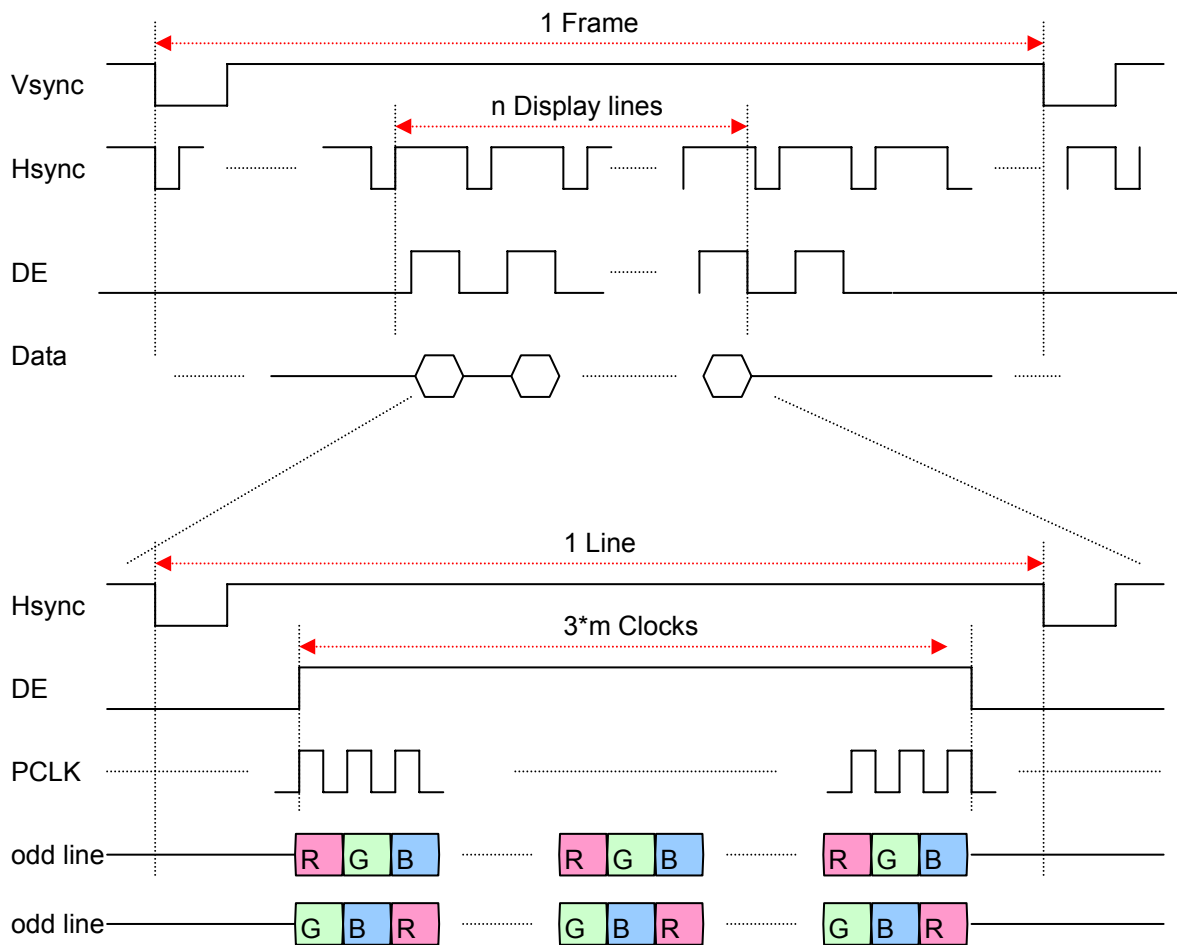 1 Frame
Vsync
n Display lines
Hsync
DE
Data
1 Line
Hsync
3*m Clocks
DE
PCLK
odd line R G B R G B R G B
odd line G B R G B R G B R